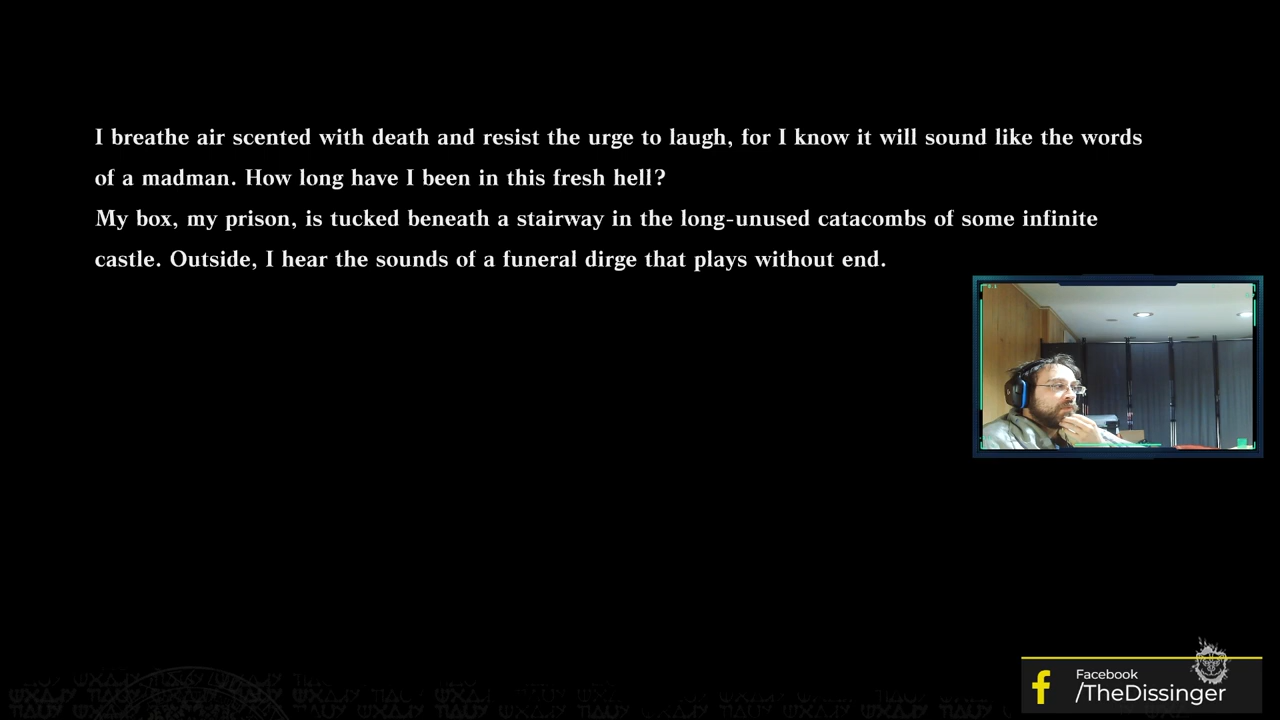 I breathe air scented with death and resist the urge to laugh, for I know it will sound like the words
of a madman. How long have I been in this fresh hell?
My box, my prison, is tucked beneath a stairway in the long-unused catacombs of some infinite
castle. Outside, I hear the sounds of a funeral dirge that plays without end.
Facebook
/TheDissinger